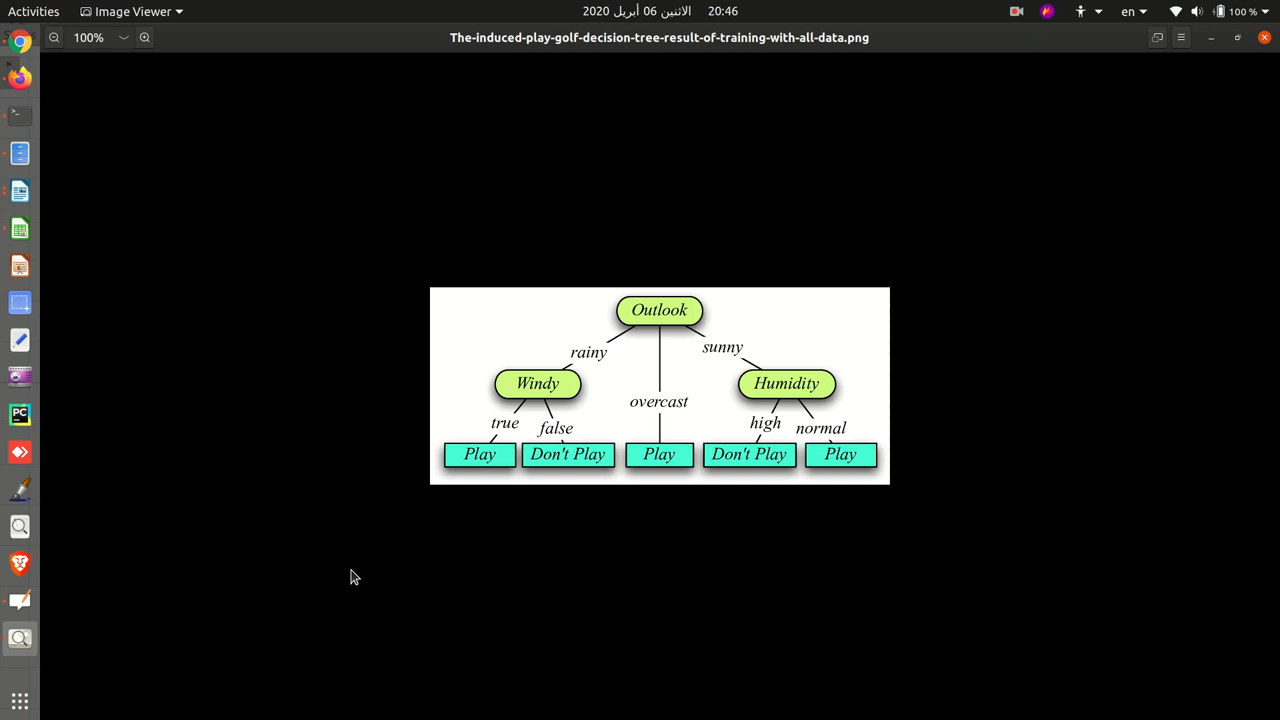 Activities
Image Viewer
الاثنين 06 أبريل 2020 20:46
en
100 %
100%
The-induced-play-golf-decision-tree-result-of-training-with-all-data.png
PC
Outlook
rainy
sunny
Windy
Humidity
overcast
true
false
high
normal
Play
Don't Play
Play
Don't Play
Play